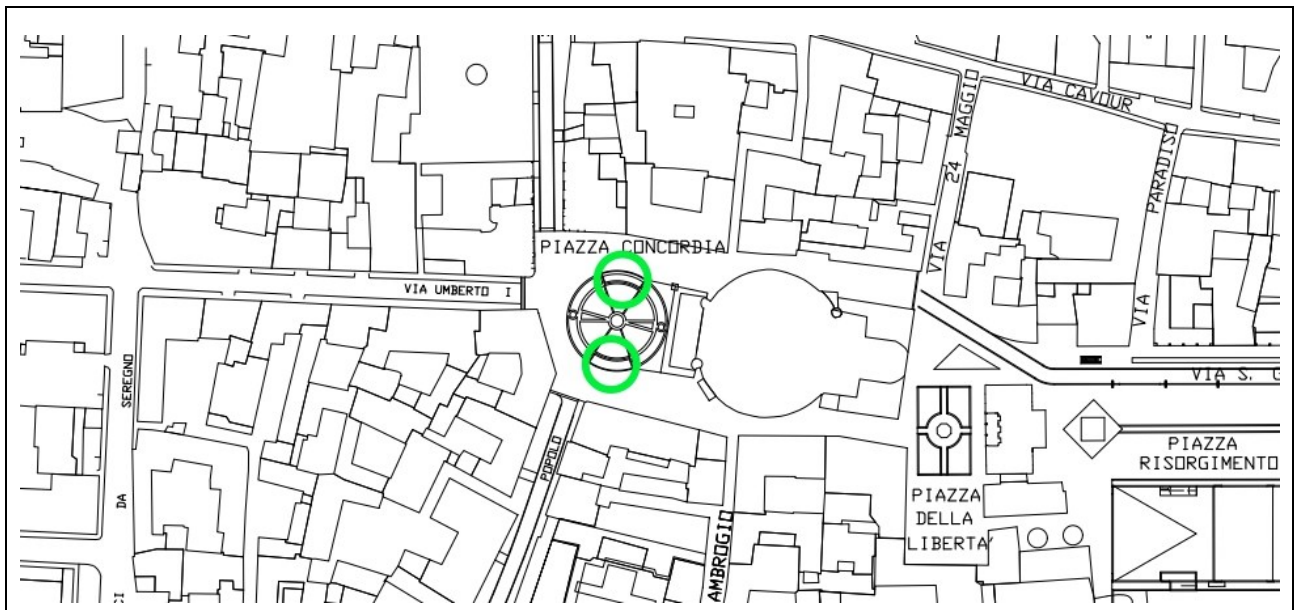 VIA CAVOUR
VIA 24 MAGGIO
VIA PARADISO
PIAZZA CONCORDIA
VIA UMBERTO I
SEREGNO
DA
POPOLO
VIA S. G
PIAZZA
RISORGIMENTO
PIAZZA
DELLA
LIBERTA'
AMBROGIO
CI